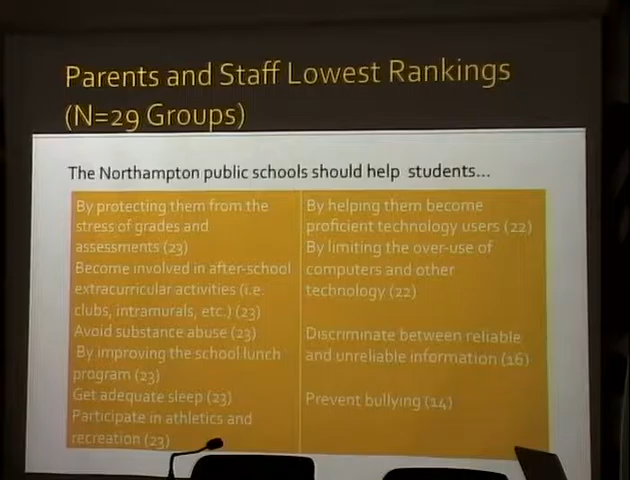 Parents and Staff Lowest Rankings
(N=29 Groups)
The Northampton public schools should help students...
By protecting them from the
stress of grades and
assessments (23)
Become involved in after-school
extracurricular activities (i.e.
clubs, intramurals, etc.) (23)
Avoid substance abuse (23)
By improving the school lunch
program (23)
Get adequate sleep (23)
Participate in athletics and
recreation (23)
By helping them become
proficient technology users (22)
By limiting the over-use of
computers and other
technology (22)
Discriminate between reliable
and unreliable information (16)
Prevent bullying (14)